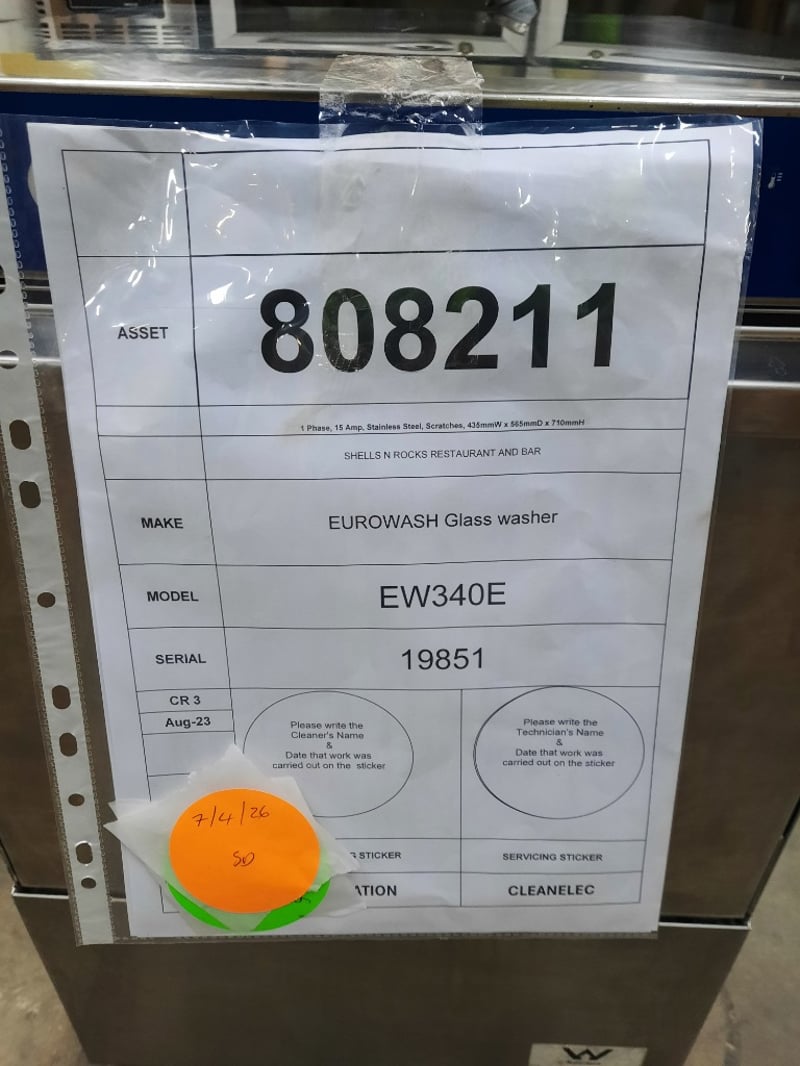 ASSET
808211
1 Phase, 15 Amp, Stainless Steel, Scratches, 435mmW x 565mmD x 710mmH
SHELLS N ROCKS RESTAURANT AND BAR
MAKE
EUROWASH Glass washer
MODEL
EW340E
SERIAL
19851
CR 3
Aug-23
Please write the
Cleaner's Name
&
Date that work was
carried out on the sticker
Please write the
Technician's Name
&
Date that work was
carried out on the sticker
7/4/26
SD
STICKER
SERVICING STICKER
ATION
CLEANELEC